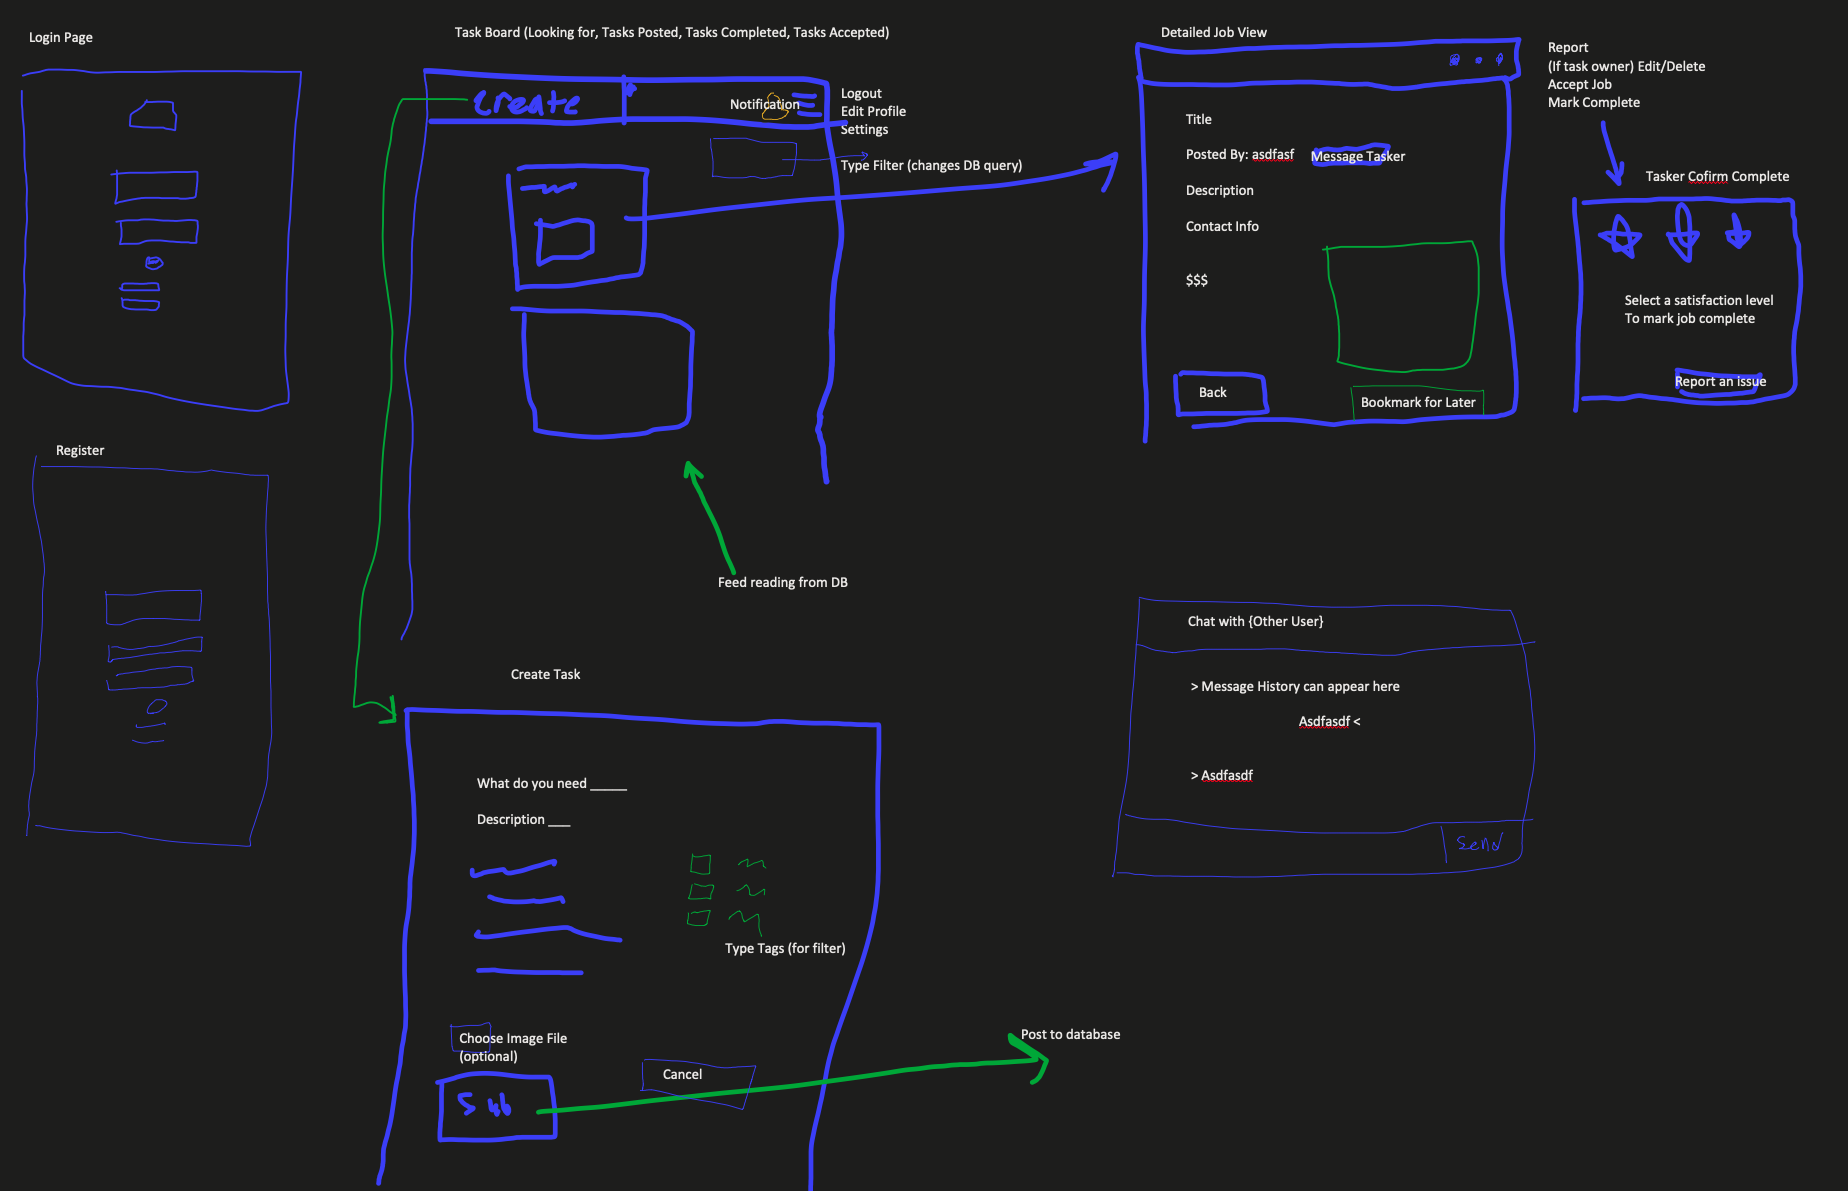 Login Page
Register
Task Board (Looking for, Tasks Posted, Tasks Completed, Tasks Accepted)
create
Notification
Logout
Edit Profile
Settings
Type Filter (changes DB query)
Feed reading from DB
Create Task
What do you need _____
Description ___
Type Tags (for filter)
Choose Image File
(optional)
Sub
Cancel
Post to database
Detailed Job View
Title
Posted By: asdfasf
Message Tasker
Description
Contact Info
$$$
Back
Bookmark for Later
Report
(If task owner) Edit/Delete
Accept Job
Mark Complete
Tasker Cofirm Complete
Select a satisfaction level
To mark job complete
Report an issue
Chat with {Other User}
> Message History can appear here
Asdfasdf <
> Asdfasdf
Send